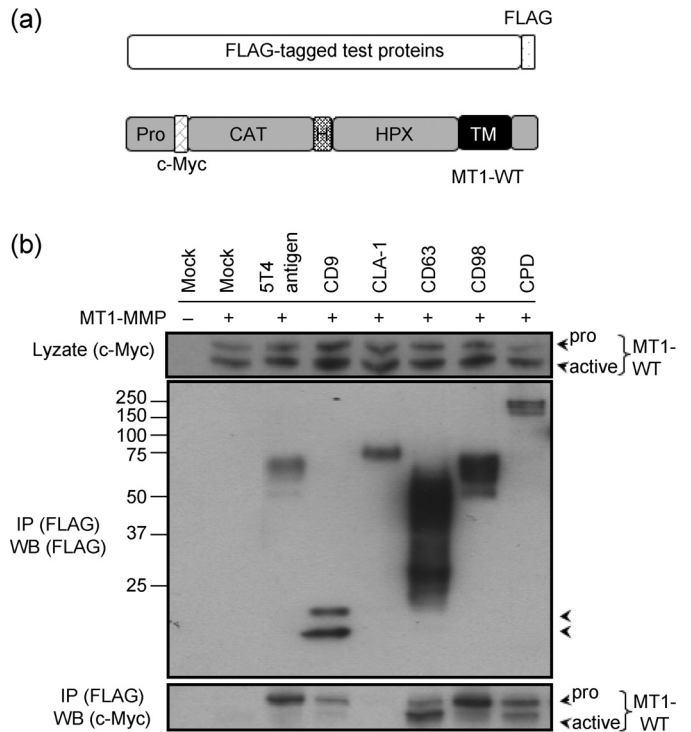 (a)
FLAG
FLAG-tagged test proteins
Pro CAT H HPX TM
c-Myc MT1-WT
(b)
Mock Mock 5T4 antigen CD9 CLA-1 CD63 CD98 CPD
MT1-MMP – + + + + + + +
Lyzate (c-Myc) pro active MT1-WT
250
150
100
75
50
37
25
IP (FLAG)
WB (FLAG)
IP (FLAG)
WB (c-Myc)
pro
active
MT1-
WT